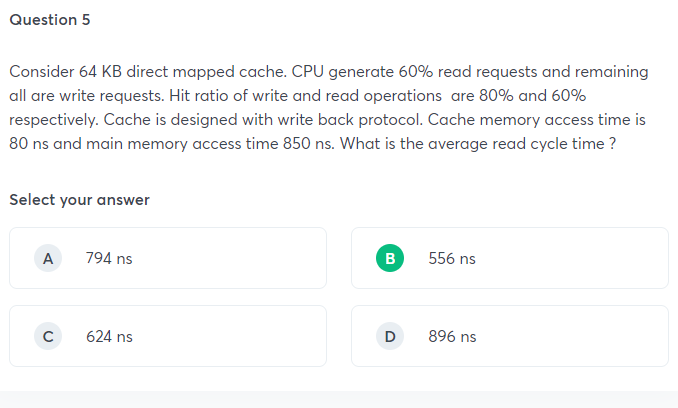 Question 5
Consider 64 KB direct mapped cache. CPU generate 60% read requests and remaining
all are write requests. Hit ratio of write and read operations are 80% and 60%
respectively. Cache is designed with write back protocol. Cache memory access time is
80 ns and main memory access time 850 ns. What is the average read cycle time ?
Select your answer
A 794 ns
B 556 ns
C 624 ns
D 896 ns